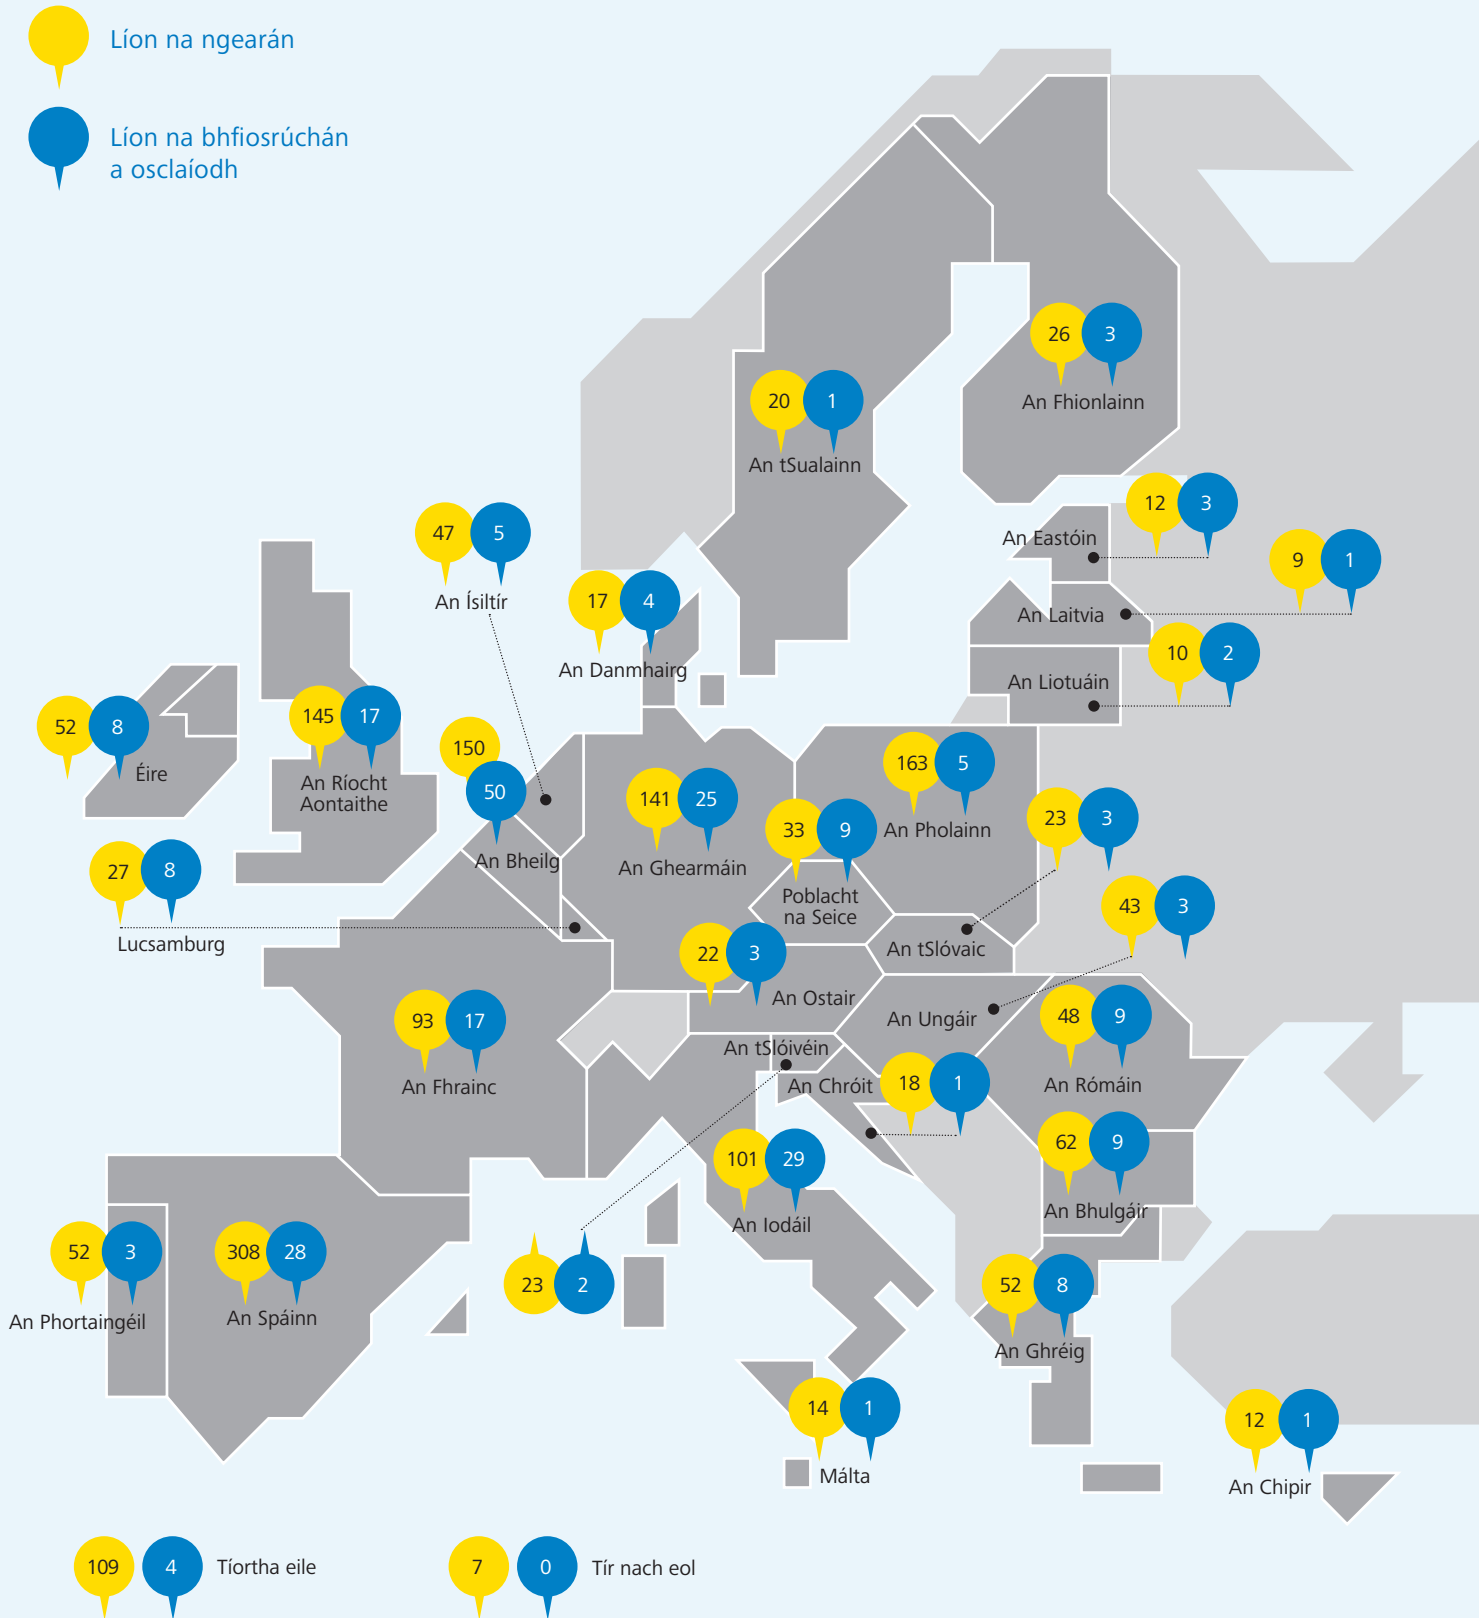 Líon na ngearán
Líon na bhfiosrúchán
a osclaíodh
26 3
An Fhionlainn
20 1
An tSualainn
12 3
An Eastóin
47 5
An Ísiltír
9 1
An Laitvia
17 4
An Danmhairg
10 2
An Liotuáin
52 8
Éire
145 17
An Ríocht
Aontaithe
150
50
An Bheilg
141 25
An Ghearmáin
163 5
An Pholainn
33 9
Poblacht
na Seice
23 3
An tSlóvaic
27 8
Lucsamburg
43 3
An Ungáir
22 3
An Ostair
93 17
An Fhrainc
48 9
An Rómáin
An tSlóivéin
An Chróit
18 1
62 9
An Bhulgáir
101 29
An Iodáil
52 3
An Phortaingéil
308 28
An Spáinn
23 2
52 8
An Ghréig
14 1
Málta
12 1
An Chipir
109 4 Tíortha eile
7 0 Tír nach eol